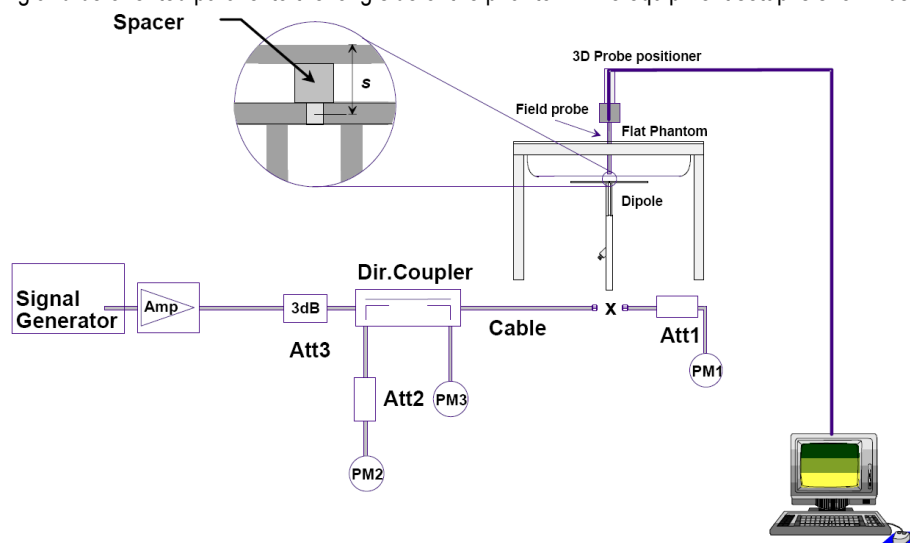 Spacer
s
3D Probe positioner
Field probe
Flat Phantom
Dipole
Signal
Generator
Amp
3dB
Att3
Dir.Coupler
Cable
X
Att1
PM1
Att2
PM3
PM2